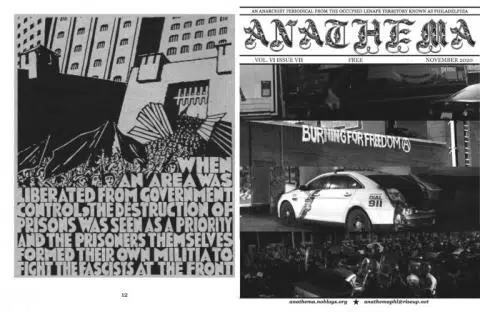 WHEN
AN AREA WAS
LIBERATED FROM GOVERNMENT
CONTROL, THE DESTRUCTION OF
PRISONS WAS SEEN AS A PRIORITY
AND THE PRISONERS THEMSELVES
FORMED THEIR OWN MILITIA TO
FIGHT THE FASCISTS AT THE FRONT
12
AN ANARCHIST PERIODICAL FROM THE OCCUPIED LENAPE TERRITORY KNOWN AS PHILADELPHIA
ANATHEMA
VOL. VI ISSUE VII FREE NOVEMBER 2020
BURNING FOR FREEDOM Ⓐ
DIAL
911
anathema.noblogs.org ★ anathemaphl@riseup.net